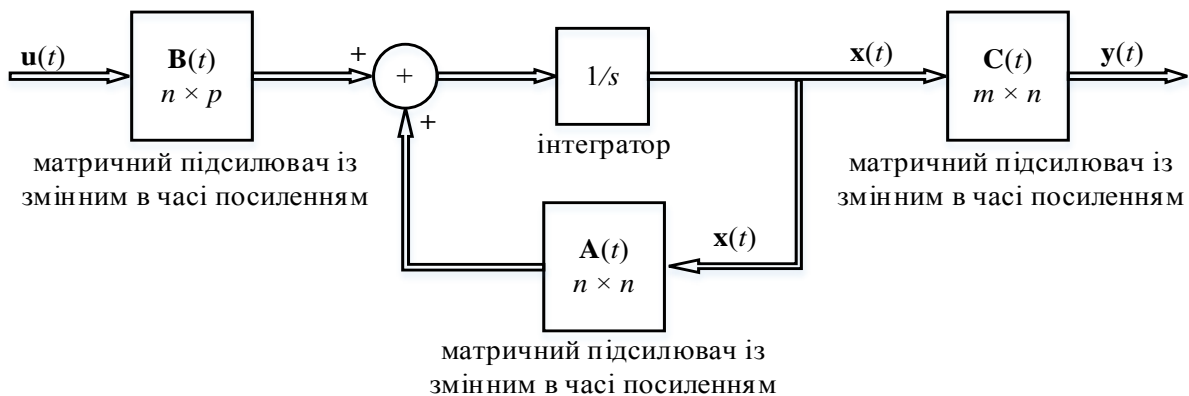 u(t)
B(t)
n × p
+
+
+
1/s
x(t)
C(t)
m × n
y(t)
інтегратор
матричний підсилювач із
змінним в часі посиленням
матричний підсилювач із
змінним в часі посиленням
A(t)
n × n
x(t)
матричний підсилювач із
змінним в часі посиленням